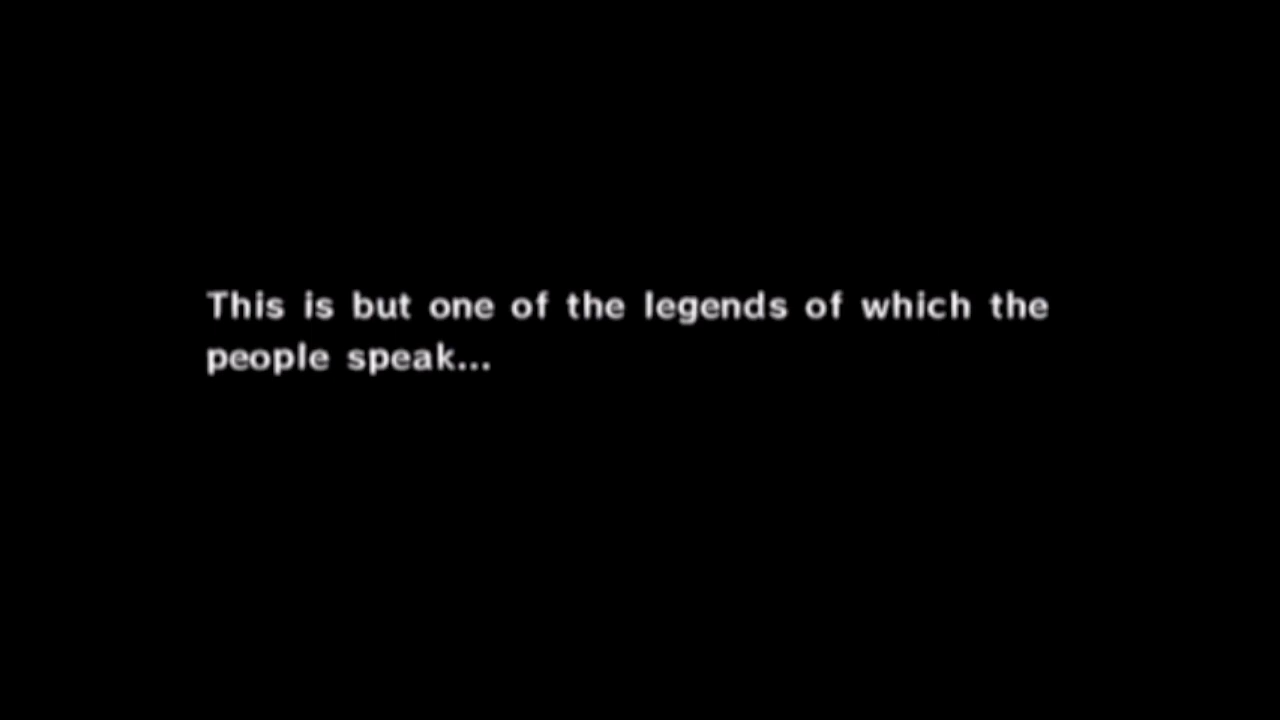 This is but one of the legends of which the
people speak...